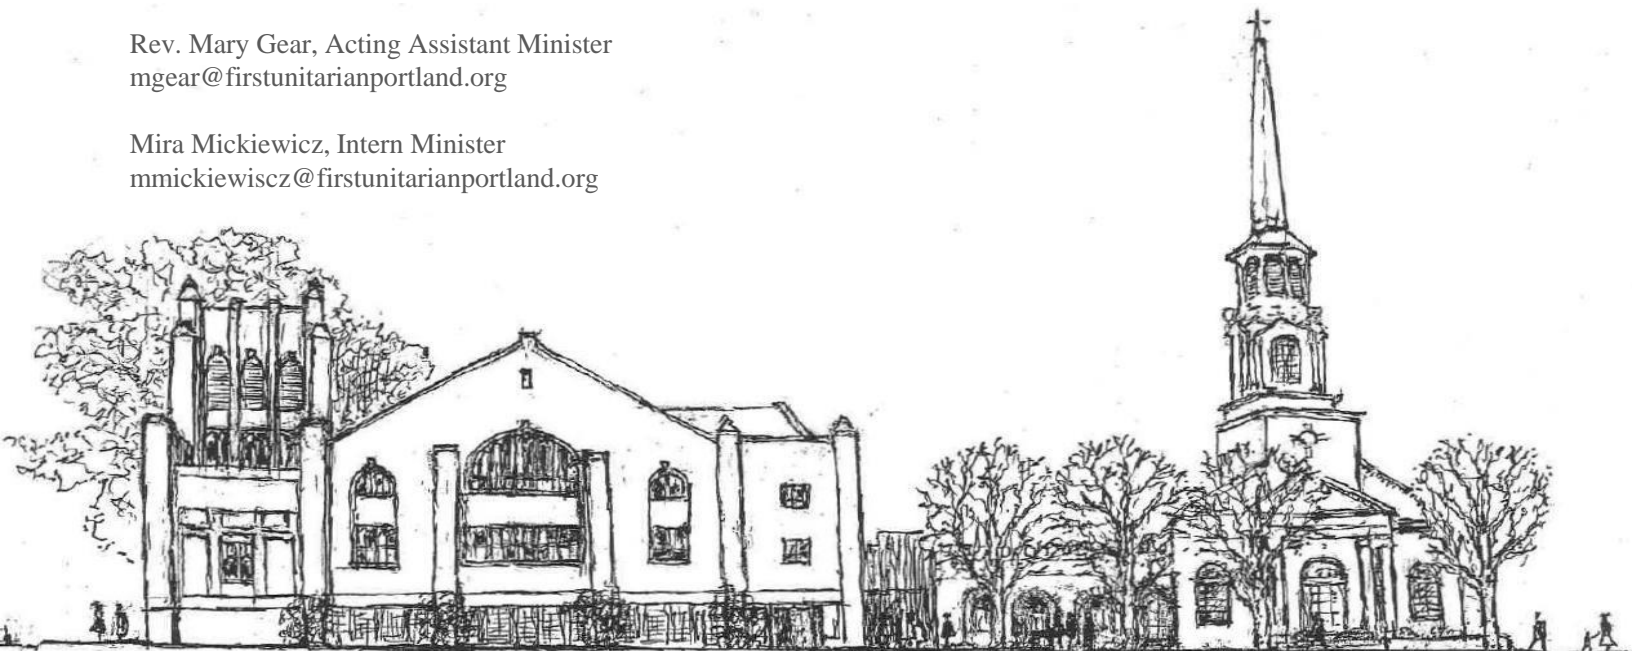 Rev. Mary Gear, Acting Assistant Minister
mgear@firstunitarianportland.org
Mira Mickiewicz, Intern Minister
mmickiewiscz@firstunitarianportland.org